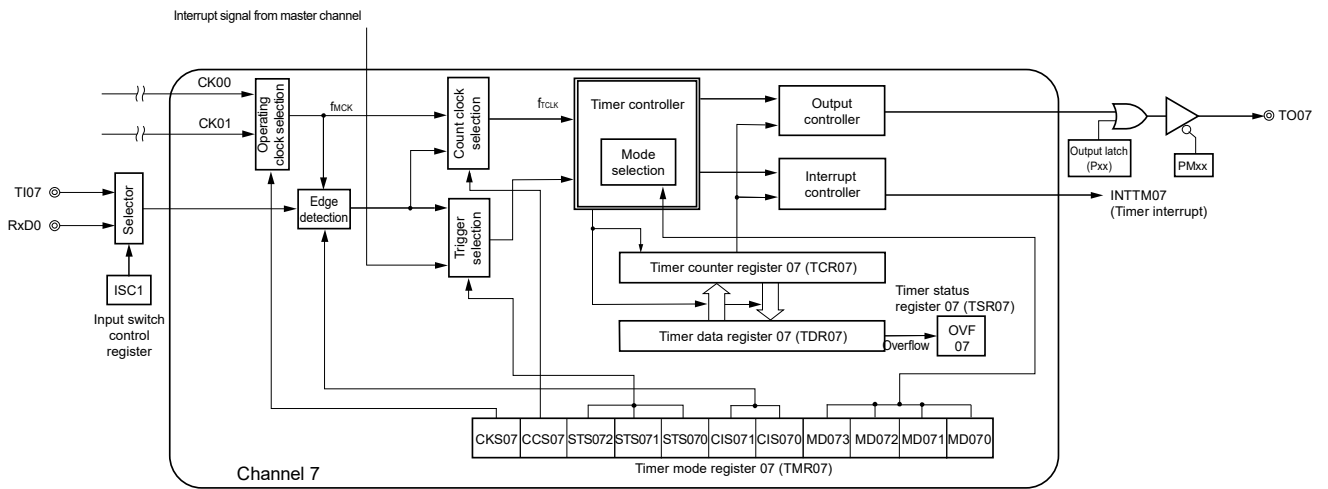 Interrupt signal from master channel
CK00
CK01
Operating
clock selection
fMCK
Count clock
selection
fTCLK
Timer controller
Mode
selection
Output
controller
Interrupt
controller
Output latch
(Pxx)
PMxx
TO07
INTTM07
(Timer interrupt)
TI07
RxD0
Selector
Edge
detection
Trigger
selection
ISC1
Input switch
control
register
Timer counter register 07 (TCR07)
Timer status
register 07 (TSR07)
Timer data register 07 (TDR07)
Overflow
OVF
07
CKS07
CCS07
STS072
STS071
STS070
CIS071
CIS070
MD073
MD072
MD071
MD070
Timer mode register 07 (TMR07)
Channel 7